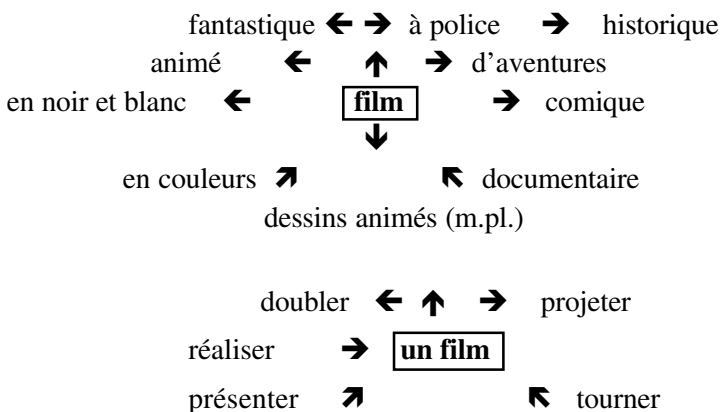 fantastique ← → à police → historique
animé ← ↑ → d'aventures
en noir et blanc ← film → comique
↓
en couleurs ↗ ↖ documentaire
dessins animés (m.pl.)
doubler ← ↑ → projeter
réaliser → un film
présenter ↗ ↖ tourner